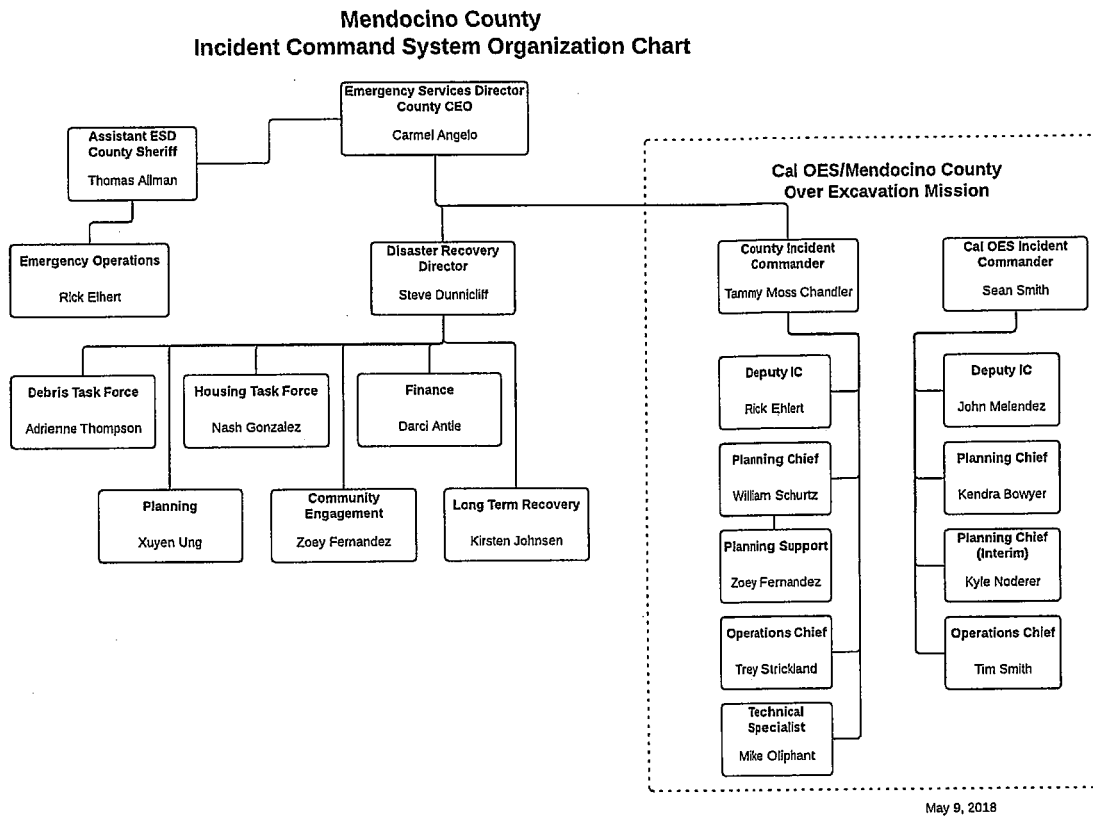 Mendocino County
Incident Command System Organization Chart
Emergency Services Director
County CEO
Carmel Angelo
Assistant ESD
County Sheriff
Thomas Allman
Emergency Operations
Rick Elhert
Disaster Recovery
Director
Steve Dunnicliff
Debris Task Force
Adrienne Thompson
Housing Task Force
Nash Gonzalez
Finance
Darci Antle
Planning
Xuyen Ung
Community
Engagement
Zoey Fernandez
Long Term Recovery
Kirsten Johnsen
Cal OES/Mendocino County
Over Excavation Mission
County Incident
Commander
Tammy Moss Chandler
Deputy IC
Rick Ehlert
Planning Chief
William Schurtz
Planning Support
Zoey Fernandez
Operations Chief
Trey Strickland
Technical
Specialist
Mike Oliphant
Cal OES Incident
Commander
Sean Smith
Deputy IC
John Melendez
Planning Chief
Kendra Bowyer
Planning Chief
(Interim)
Kyle Noderer
Operations Chief
Tim Smith
May 9, 2018